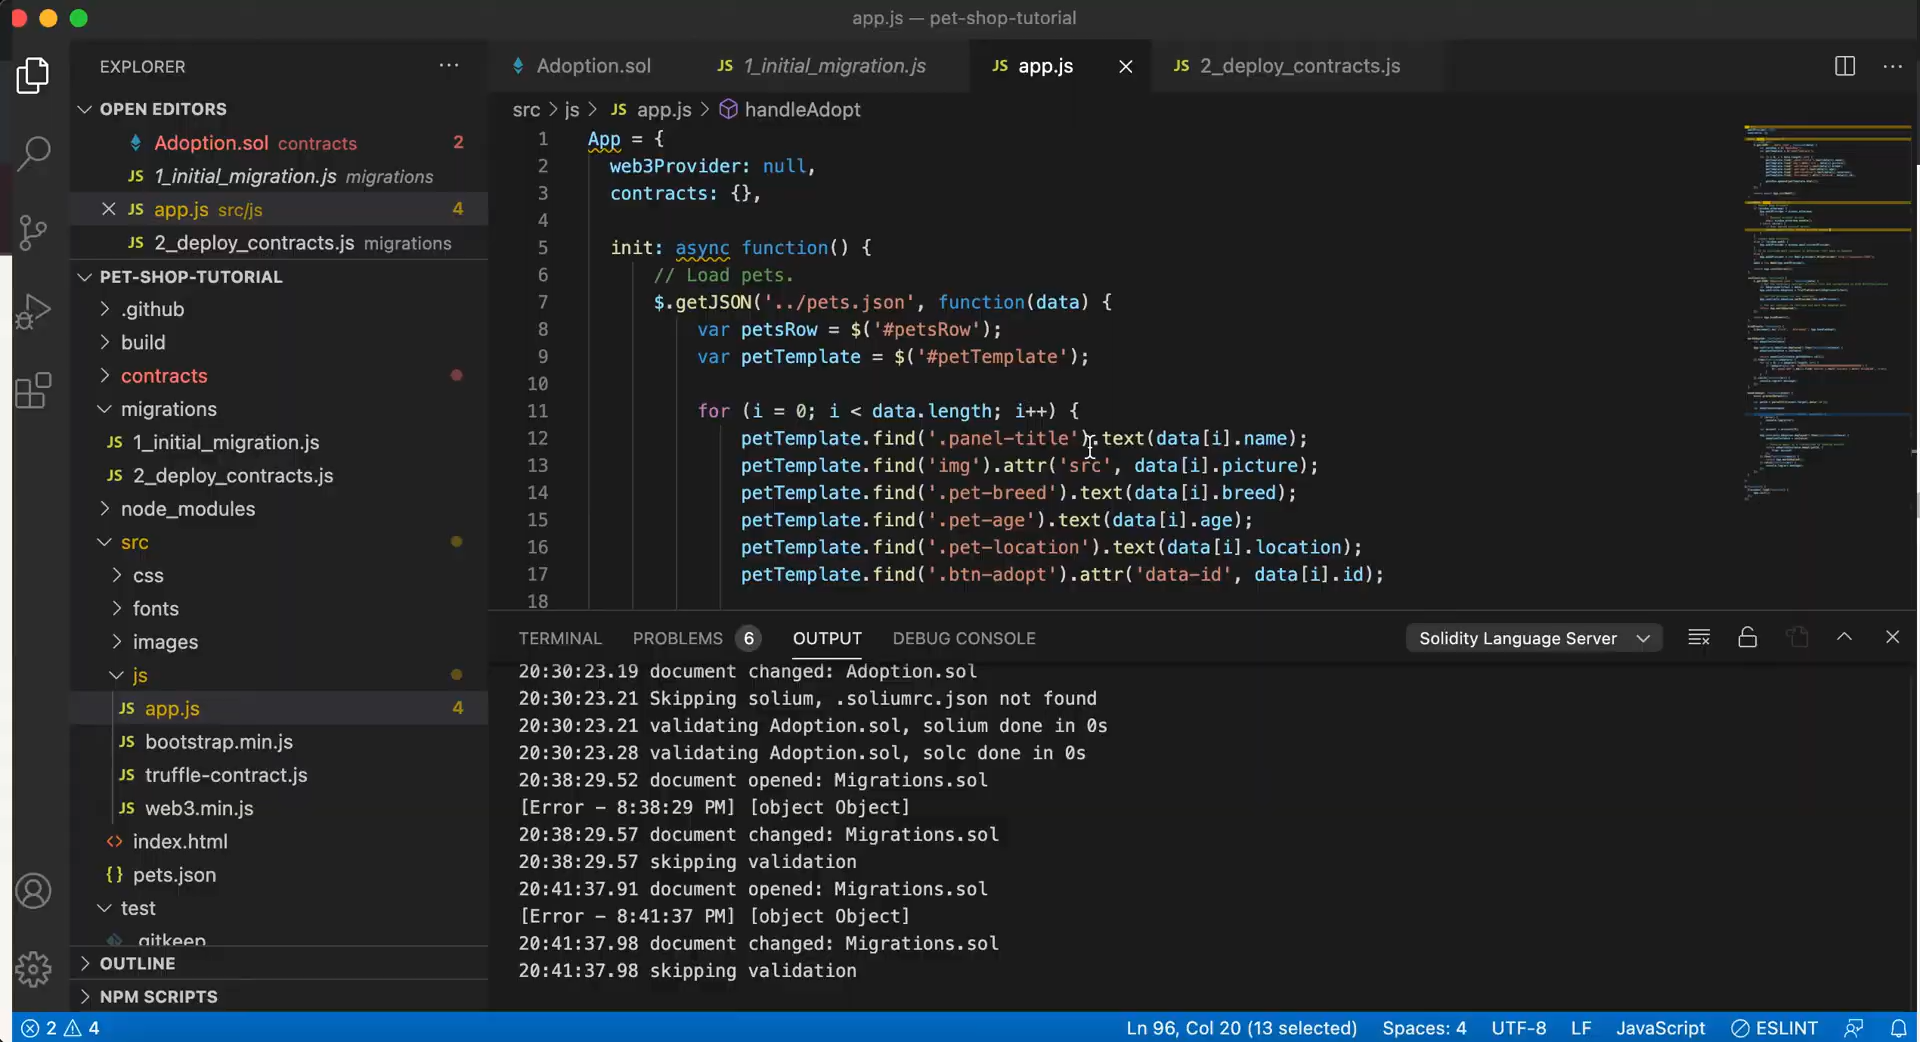 app.js — pet-shop-tutorial
EXPLORER
OPEN EDITORS
Adoption.sol contracts 2
1_initial_migration.js migrations
JS app.js src/js 4
JS 2_deploy_contracts.js migrations
PET-SHOP-TUTORIAL
.github
build
contracts
migrations
JS 1_initial_migration.js
JS 2_deploy_contracts.js
node_modules
src
css
fonts
images
js
JS app.js 4
JS bootstrap.min.js
JS truffle-contract.js
JS web3.min.js
<> index.html
{} pets.json
test
.gitkeep
OUTLINE
NPM SCRIPTS
Adoption.sol JS 1_initial_migration.js JS app.js JS 2_deploy_contracts.js
src > js > JS app.js > handleAdopt
1 App = {
2 web3Provider: null,
3 contracts: {},
4
5 init: async function() {
6 // Load pets.
7 $.getJSON('../pets.json', function(data) {
8 var petsRow = $('#petsRow');
9 var petTemplate = $('#petTemplate');
10
11 for (i = 0; i < data.length; i++) {
12 petTemplate.find('.panel-title').text(data[i].name);
13 petTemplate.find('img').attr('src', data[i].picture);
14 petTemplate.find('.pet-breed').text(data[i].breed);
15 petTemplate.find('.pet-age').text(data[i].age);
16 petTemplate.find('.pet-location').text(data[i].location);
17 petTemplate.find('.btn-adopt').attr('data-id', data[i].id);
18
TERMINAL PROBLEMS 6 OUTPUT DEBUG CONSOLE Solidity Language Server
20:30:23.19 document changed: Adoption.sol
20:30:23.21 Skipping solium, .soliumrc.json not found
20:30:23.21 validating Adoption.sol, solium done in 0s
20:30:23.28 validating Adoption.sol, solc done in 0s
20:38:29.52 document opened: Migrations.sol
[Error - 8:38:29 PM] [object Object]
20:38:29.57 document changed: Migrations.sol
20:38:29.57 skipping validation
20:41:37.91 document opened: Migrations.sol
[Error - 8:41:37 PM] [object Object]
20:41:37.98 document changed: Migrations.sol
20:41:37.98 skipping validation
2 4 Ln 96, Col 20 (13 selected) Spaces: 4 UTF-8 LF JavaScript ESLINT